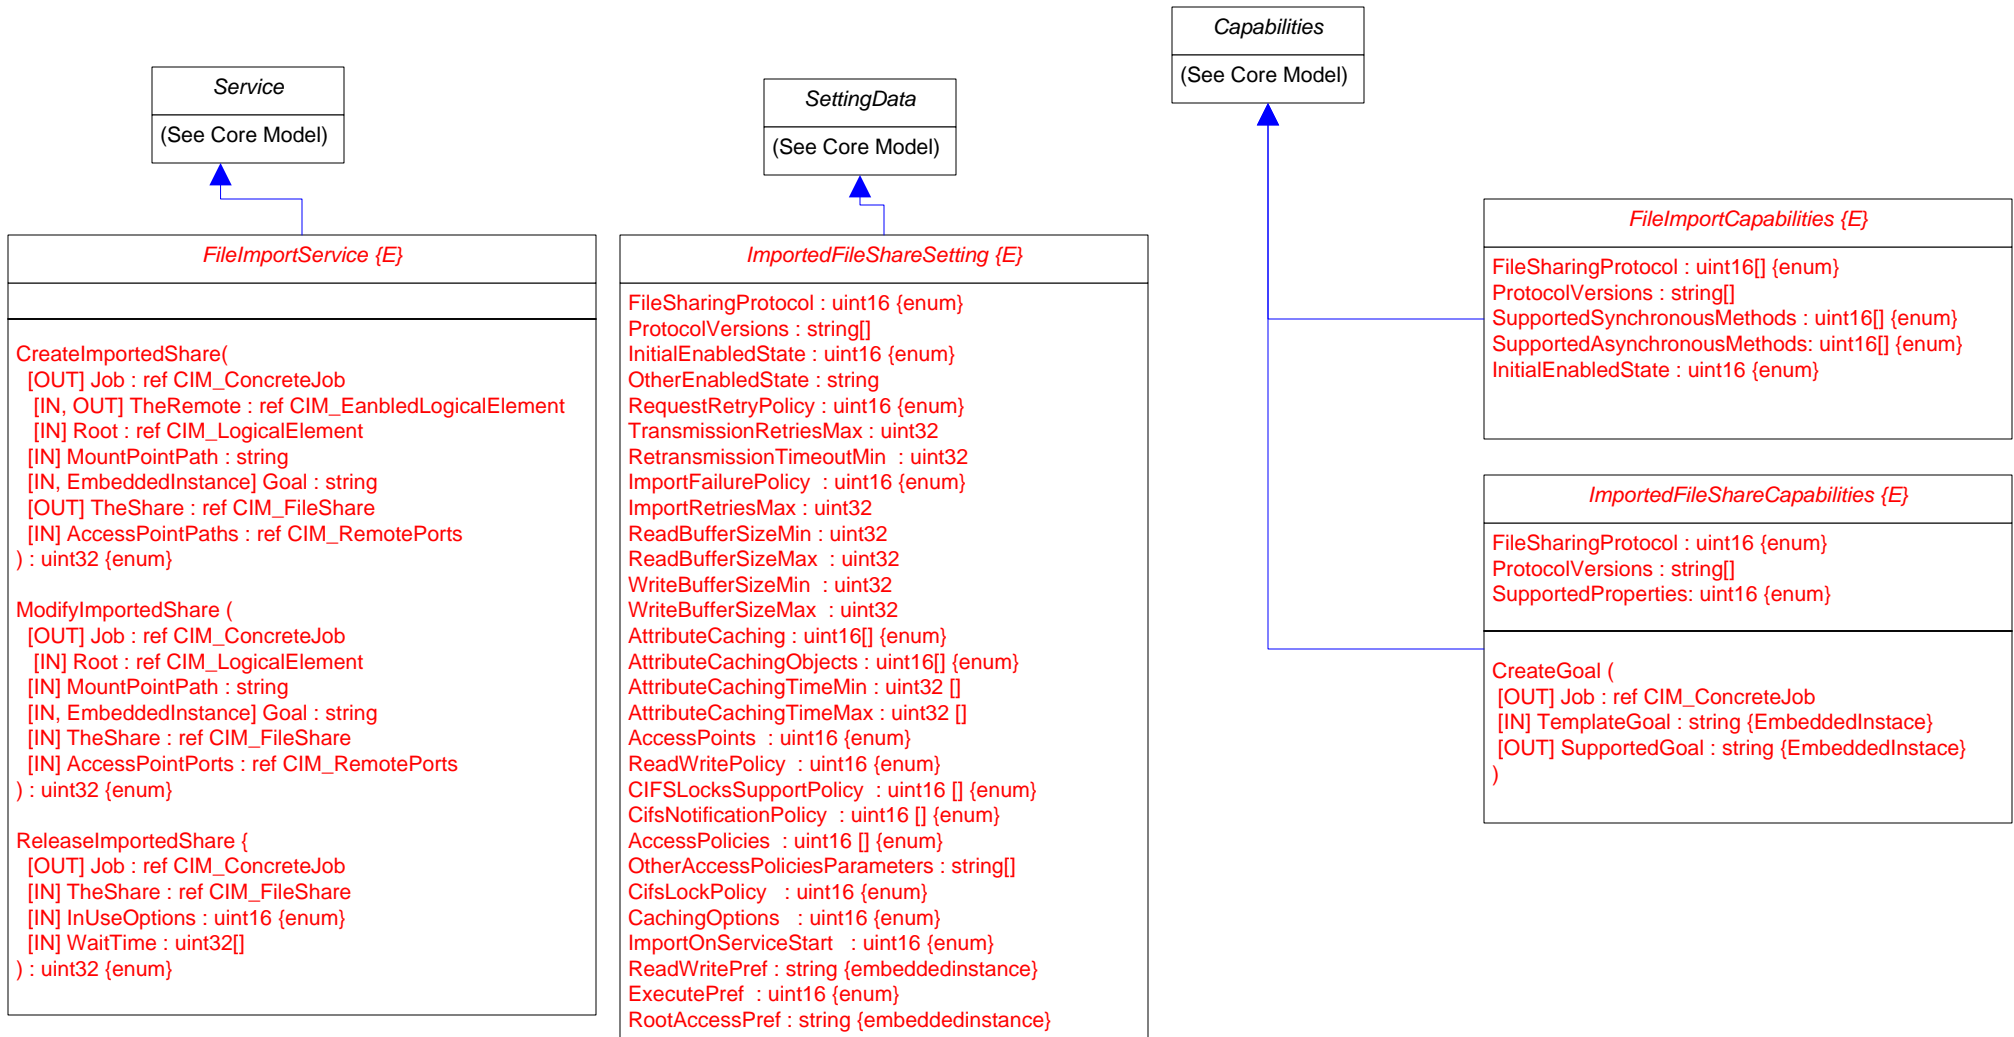 Service
(See Core Model)
FileImportService {E}
CreateImportedShare(
[OUT] Job : ref CIM_ConcreteJob
[IN, OUT] TheRemote : ref CIM_EanbledLogicalElement
[IN] Root : ref CIM_LogicalElement
[IN] MountPointPath : string
[IN, EmbeddedInstance] Goal : string
[OUT] TheShare : ref CIM_FileShare
[IN] AccessPointPaths : ref CIM_RemotePorts
) : uint32 {enum}
ModifyImportedShare (
[OUT] Job : ref CIM_ConcreteJob
[IN] Root : ref CIM_LogicalElement
[IN] MountPointPath : string
[IN, EmbeddedInstance] Goal : string
[IN] TheShare : ref CIM_FileShare
[IN] AccessPointPorts : ref CIM_RemotePorts
) : uint32 {enum}
ReleaseImportedShare {
[OUT] Job : ref CIM_ConcreteJob
[IN] TheShare : ref CIM_FileShare
[IN] InUseOptions : uint16 {enum}
[IN] WaitTime : uint32[]
) : uint32 {enum}
SettingData
(See Core Model)
ImportedFileShareSetting {E}
FileSharingProtocol : uint16 {enum}
ProtocolVersions : string[]
InitialEnabledState : uint16 {enum}
OtherEnabledState : string
RequestRetryPolicy : uint16 {enum}
TransmissionRetriesMax : uint32
RetransmissionTimeoutMin : uint32
ImportFailurePolicy : uint16 {enum}
ImportRetriesMax : uint32
ReadBufferSizeMin : uint32
ReadBufferSizeMax : uint32
WriteBufferSizeMin : uint32
WriteBufferSizeMax : uint32
AttributeCaching : uint16[] {enum}
AttributeCachingObjects : uint16[] {enum}
AttributeCachingTimeMin : uint32 []
AttributeCachingTimeMax : uint32 []
AccessPoints : uint16 {enum}
ReadWritePolicy : uint16 {enum}
CIFSLocksSupportPolicy : uint16 [] {enum}
CifsNotificationPolicy : uint16 [] {enum}
AccessPolicies : uint16 [] {enum}
OtherAccessPoliciesParameters : string[]
CifsLockPolicy : uint16 {enum}
CachingOptions : uint16 {enum}
ImportOnServiceStart : uint16 {enum}
ReadWritePref : string {embeddedinstance}
ExecutePref : uint16 {enum}
RootAccessPref : string {embeddedinstance}
Capabilities
(See Core Model)
FileImportCapabilities {E}
FileSharingProtocol : uint16[] {enum}
ProtocolVersions : string[]
SupportedSynchronousMethods : uint16[] {enum}
SupportedAsynchronousMethods: uint16[] {enum}
InitialEnabledState : uint16 {enum}
ImportedFileShareCapabilities {E}
FileSharingProtocol : uint16 {enum}
ProtocolVersions : string[]
SupportedProperties: uint16 {enum}
CreateGoal (
[OUT] Job : ref CIM_ConcreteJob
[IN] TemplateGoal : string {EmbeddedInstace}
[OUT] SupportedGoal : string {EmbeddedInstace}
)